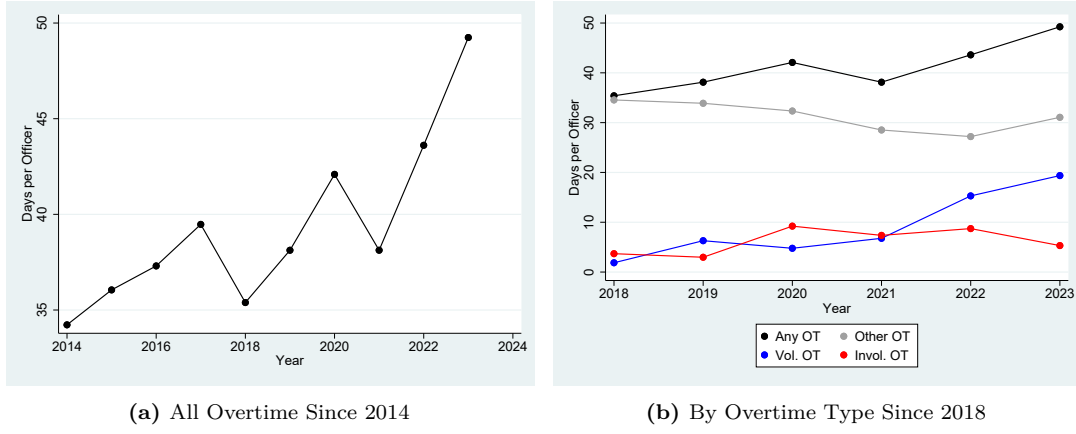 50
45
40
35
Days per Officer
2014 2016 2018 2020 2022 2024
Year
(a) All Overtime Since 2014
50
40
30
20
10
0
Days per Officer
2018 2019 2020 2021 2022 2023
Year
Any OT Other OT
Vol. OT Invol. OT
(b) By Overtime Type Since 2018